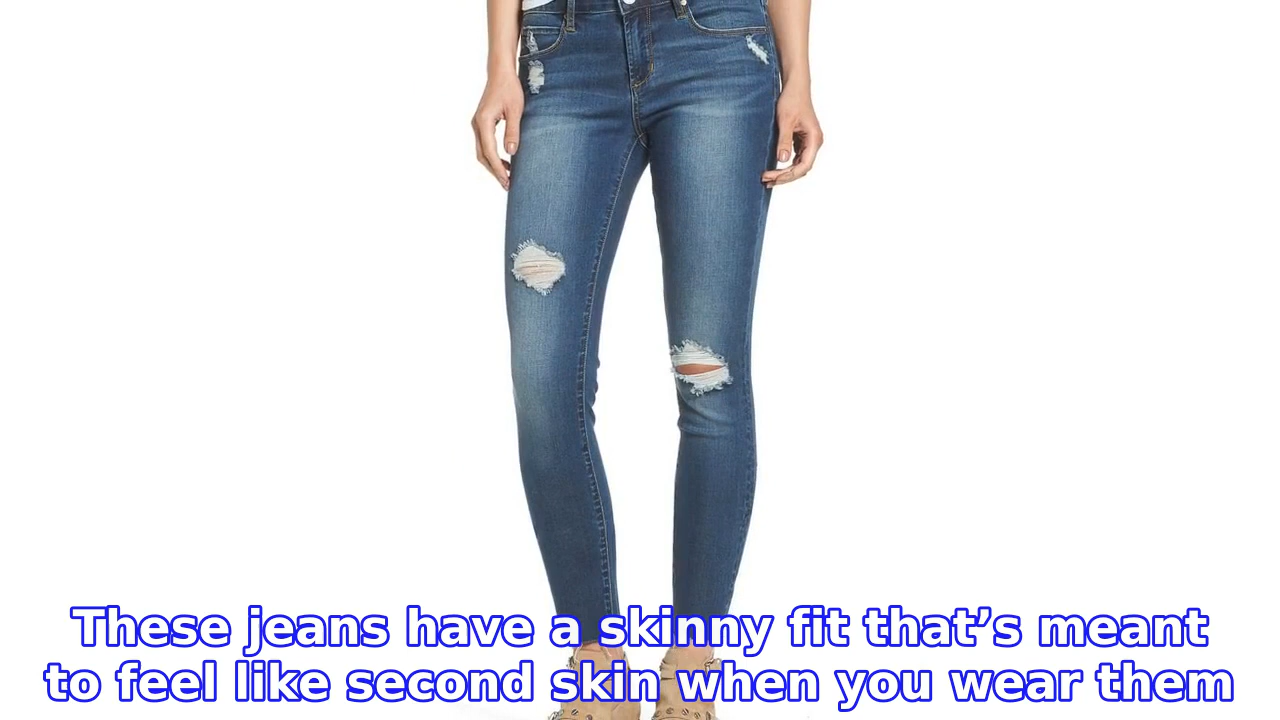 These jeans have a skinny fit that’s meant
to feel like second skin when you wear them